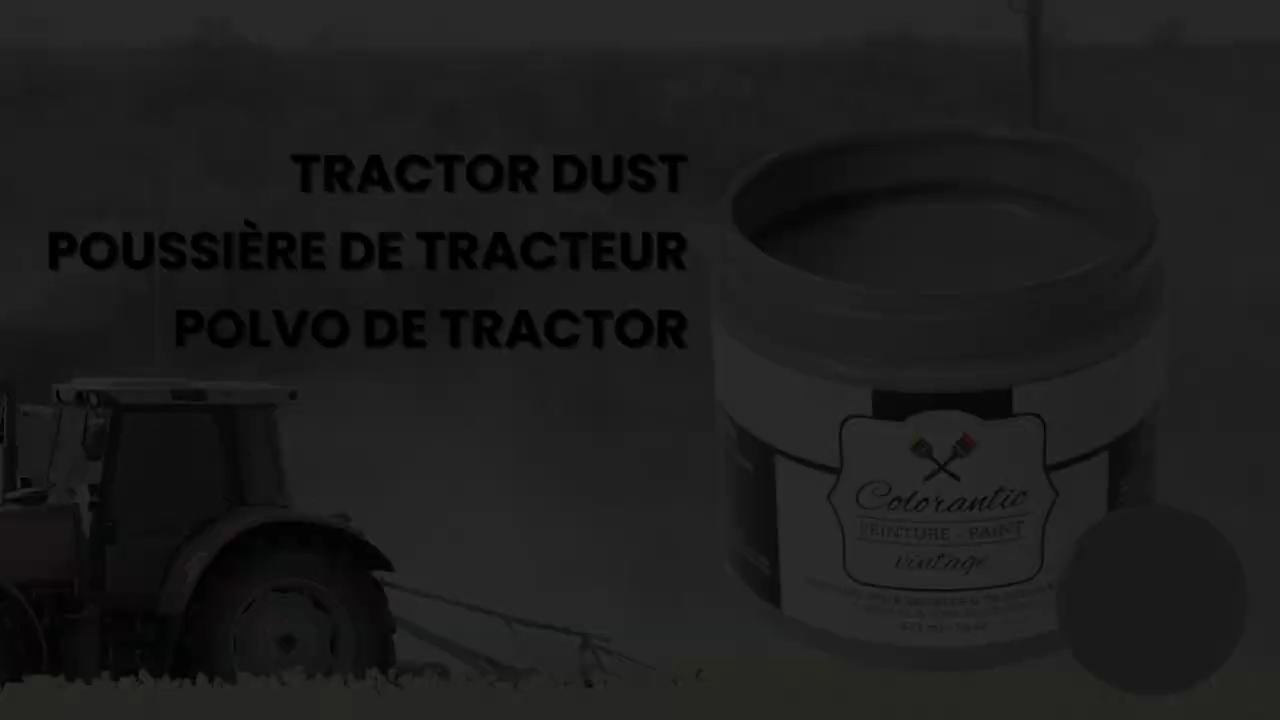 TRACTOR DUST
POUSSIÈRE DE TRACTEUR
POLVO DE TRACTOR
Colorantic
PEINTURE - PAINT
vintage